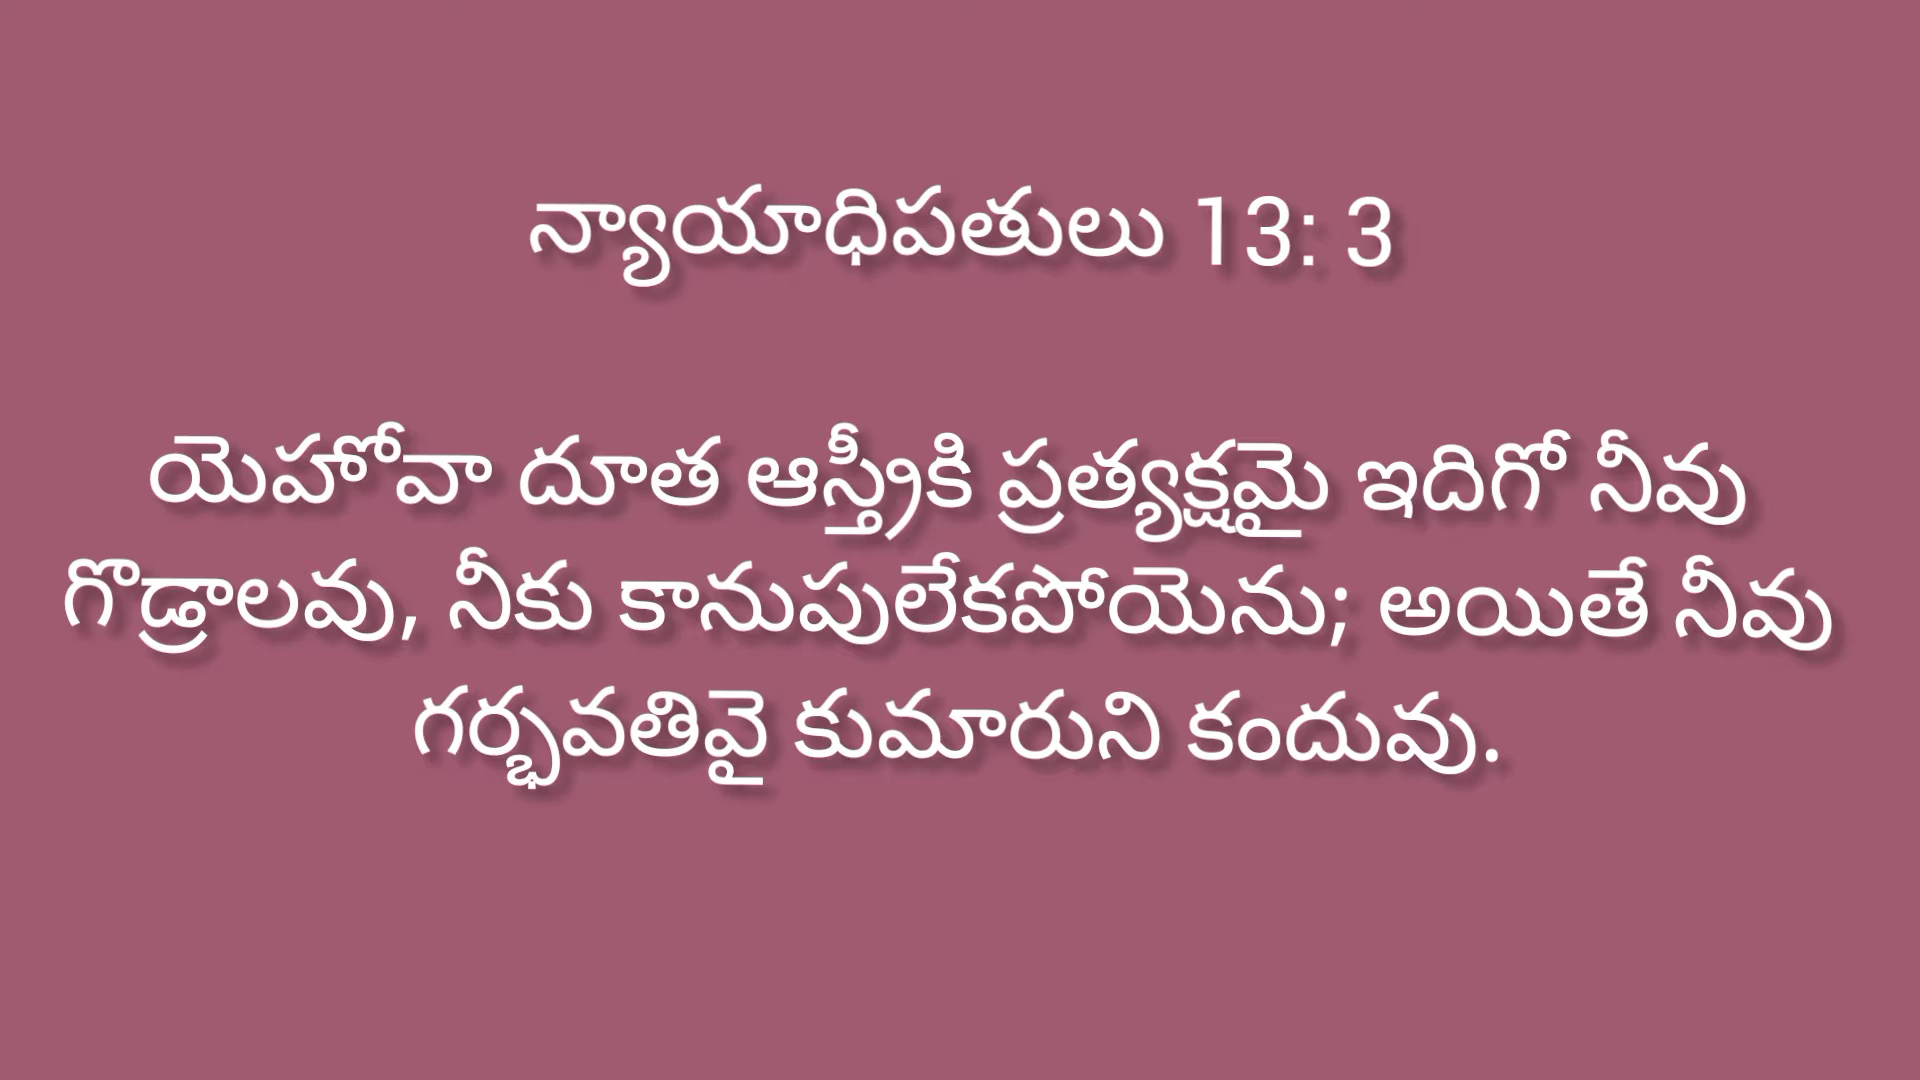 న్యాయాధిపతులు 13: 3
యెహోవా దూత ఆస్త్రీకి ప్రత్యక్షమై ఇదిగో నీవు
గొడ్రాలవు, నీకు కానుపులేకపోయెను; అయితే నీవు
గర్భవతివై కుమారుని కందువు.